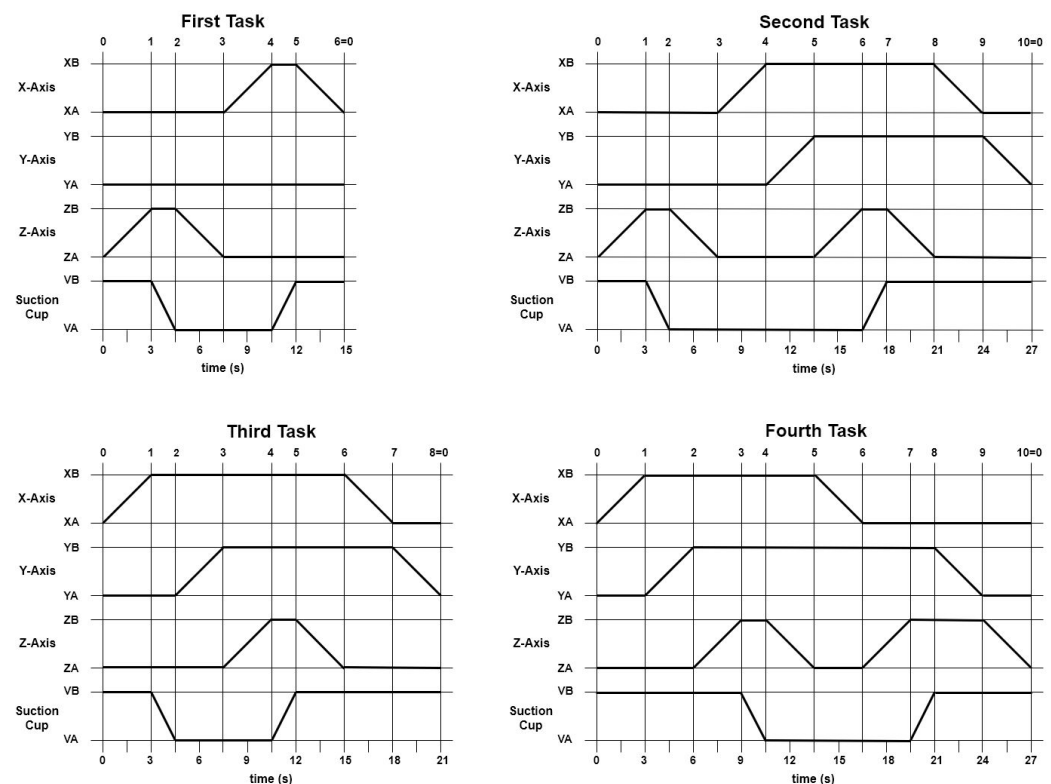 First Task
0 1 2 3 4 5 6=0
XB
X-Axis
XA
YB
Y-Axis
YA
ZB
Z-Axis
ZA
VB
Suction
Cup
VA
0 3 6 9 12 15
time (s)
Second Task
0 1 2 3 4 5 6 7 8 9 10=0
XB
X-Axis
XA
YB
Y-Axis
YA
ZB
Z-Axis
ZA
VB
Suction
Cup
VA
0 3 6 9 12 15 18 21 24 27
time (s)
Third Task
0 1 2 3 4 5 6 7 8=0
XB
X-Axis
XA
YB
Y-Axis
YA
ZB
Z-Axis
ZA
VB
Suction
Cup
VA
0 3 6 9 12 15 18 21
time (s)
Fourth Task
0 1 2 3 4 5 6 7 8 9 10=0
XB
X-Axis
XA
YB
Y-Axis
YA
ZB
Z-Axis
ZA
VB
Suction
Cup
VA
0 3 6 9 12 15 18 21 24 27
time (s)